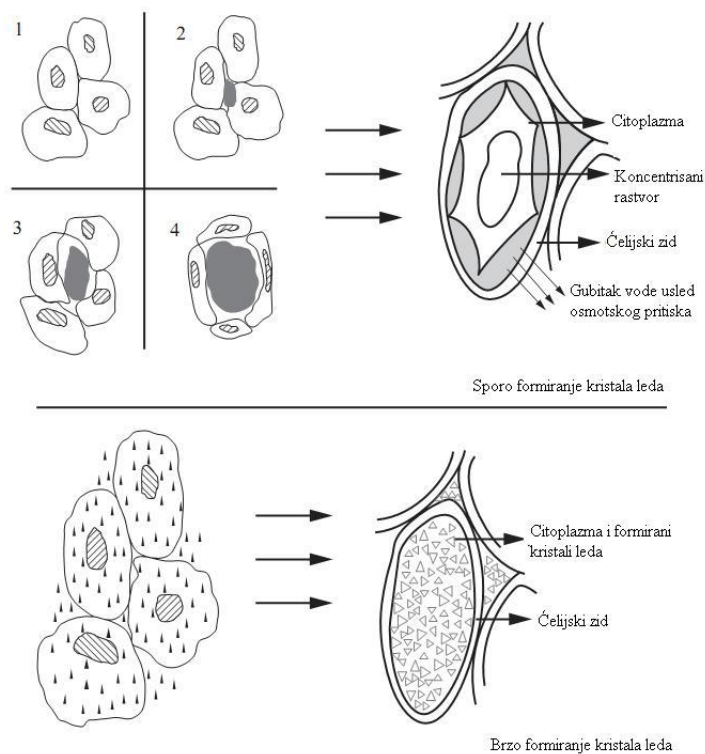 1
2
3
4
Citoplazma
Koncentrisani
rastvor
Ćelijski zid
Gubitak vode usled
osmotskog pritiska
Sporo formiranje kristala leda
Citoplazma i formirani
kristali leda
Ćelijski zid
Brzo formiranje kristala leda